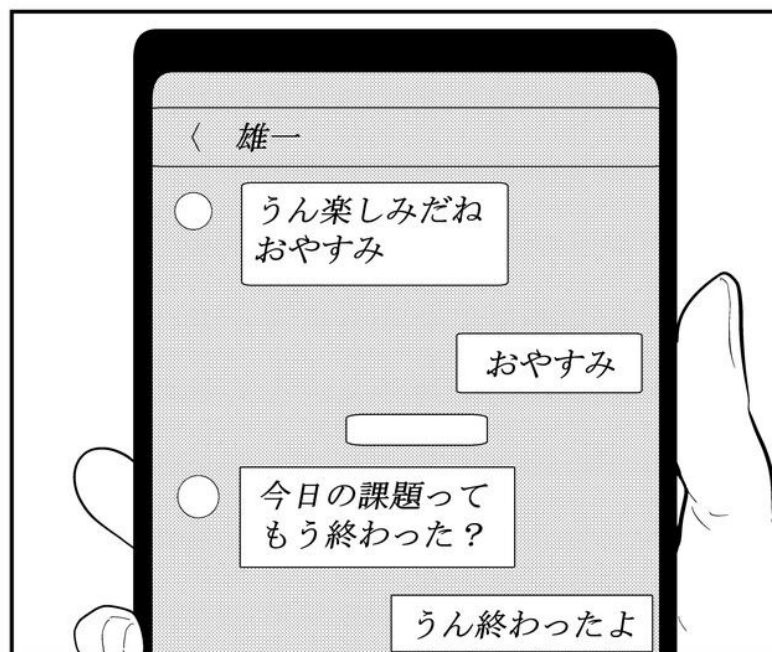 〈 雄一
うん楽しみだね
おやすみ
おやすみ
今日の課題って
もう終わった？
うん終わったよ